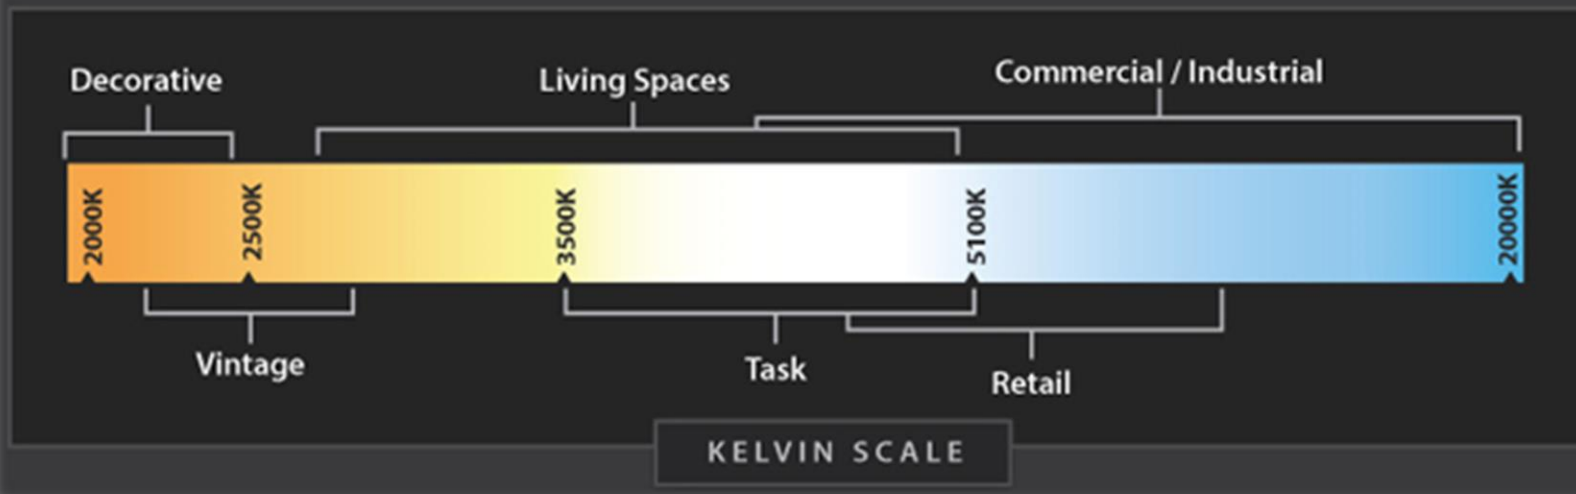 Decorative
Living Spaces
Commercial / Industrial
2000K
2500K
3500K
5100K
20000K
Vintage
Task
Retail
KELVIN SCALE